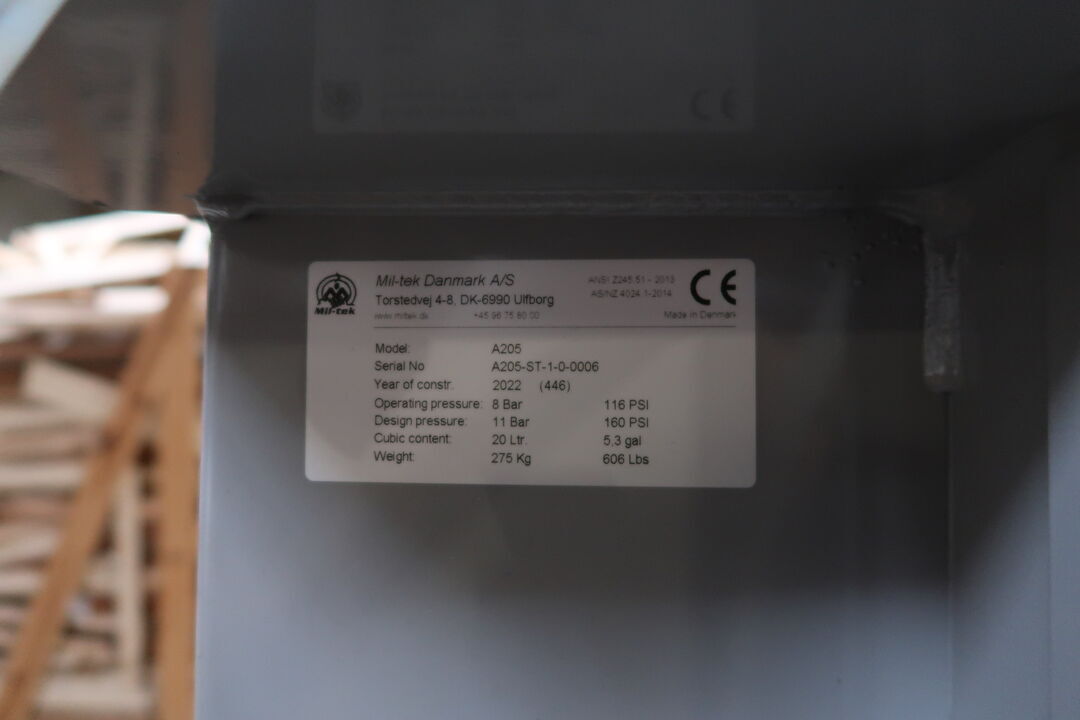 Mil-tek Danmark A/S
Torstedvej 4-8, DK-6990 Ulfborg
www.miltek.dk +45 96 75 80 00
ANSI Z245.51 - 2013
AS/NZ 4024.1-2014
CE
Made in Denmark
Mil-tek
Model: A205
Serial No A205-ST-1-0-0006
Year of constr. 2022 (446)
Operating pressure: 8 Bar 116 PSI
Design pressure: 11 Bar 160 PSI
Cubic content: 20 Ltr. 5,3 gal
Weight: 275 Kg 606 Lbs